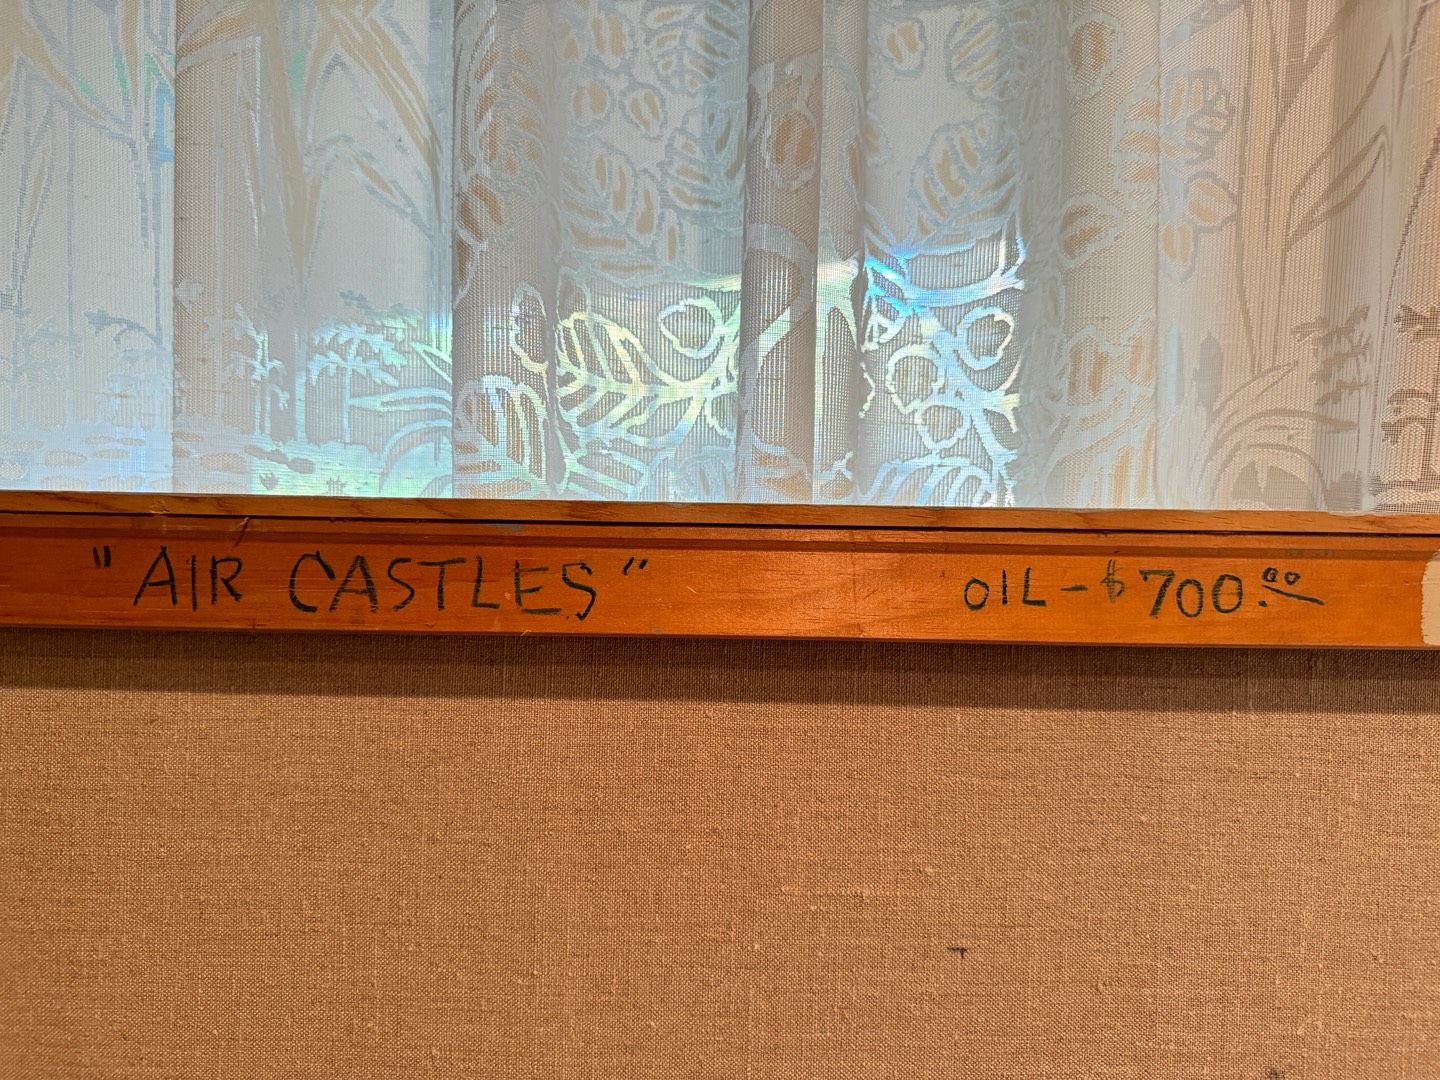 "AIR CASTLES" OIL - $700.00